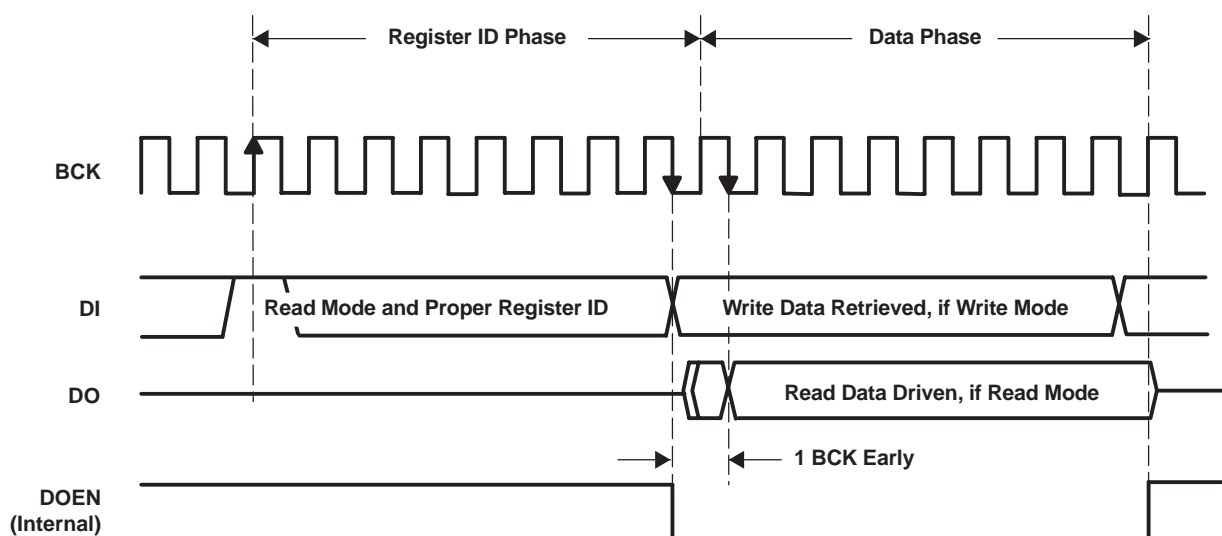 Register ID Phase
Data Phase
BCK
DI
Read Mode and Proper Register ID
Write Data Retrieved, if Write Mode
DO
Read Data Driven, if Read Mode
1 BCK Early
DOEN
(Internal)